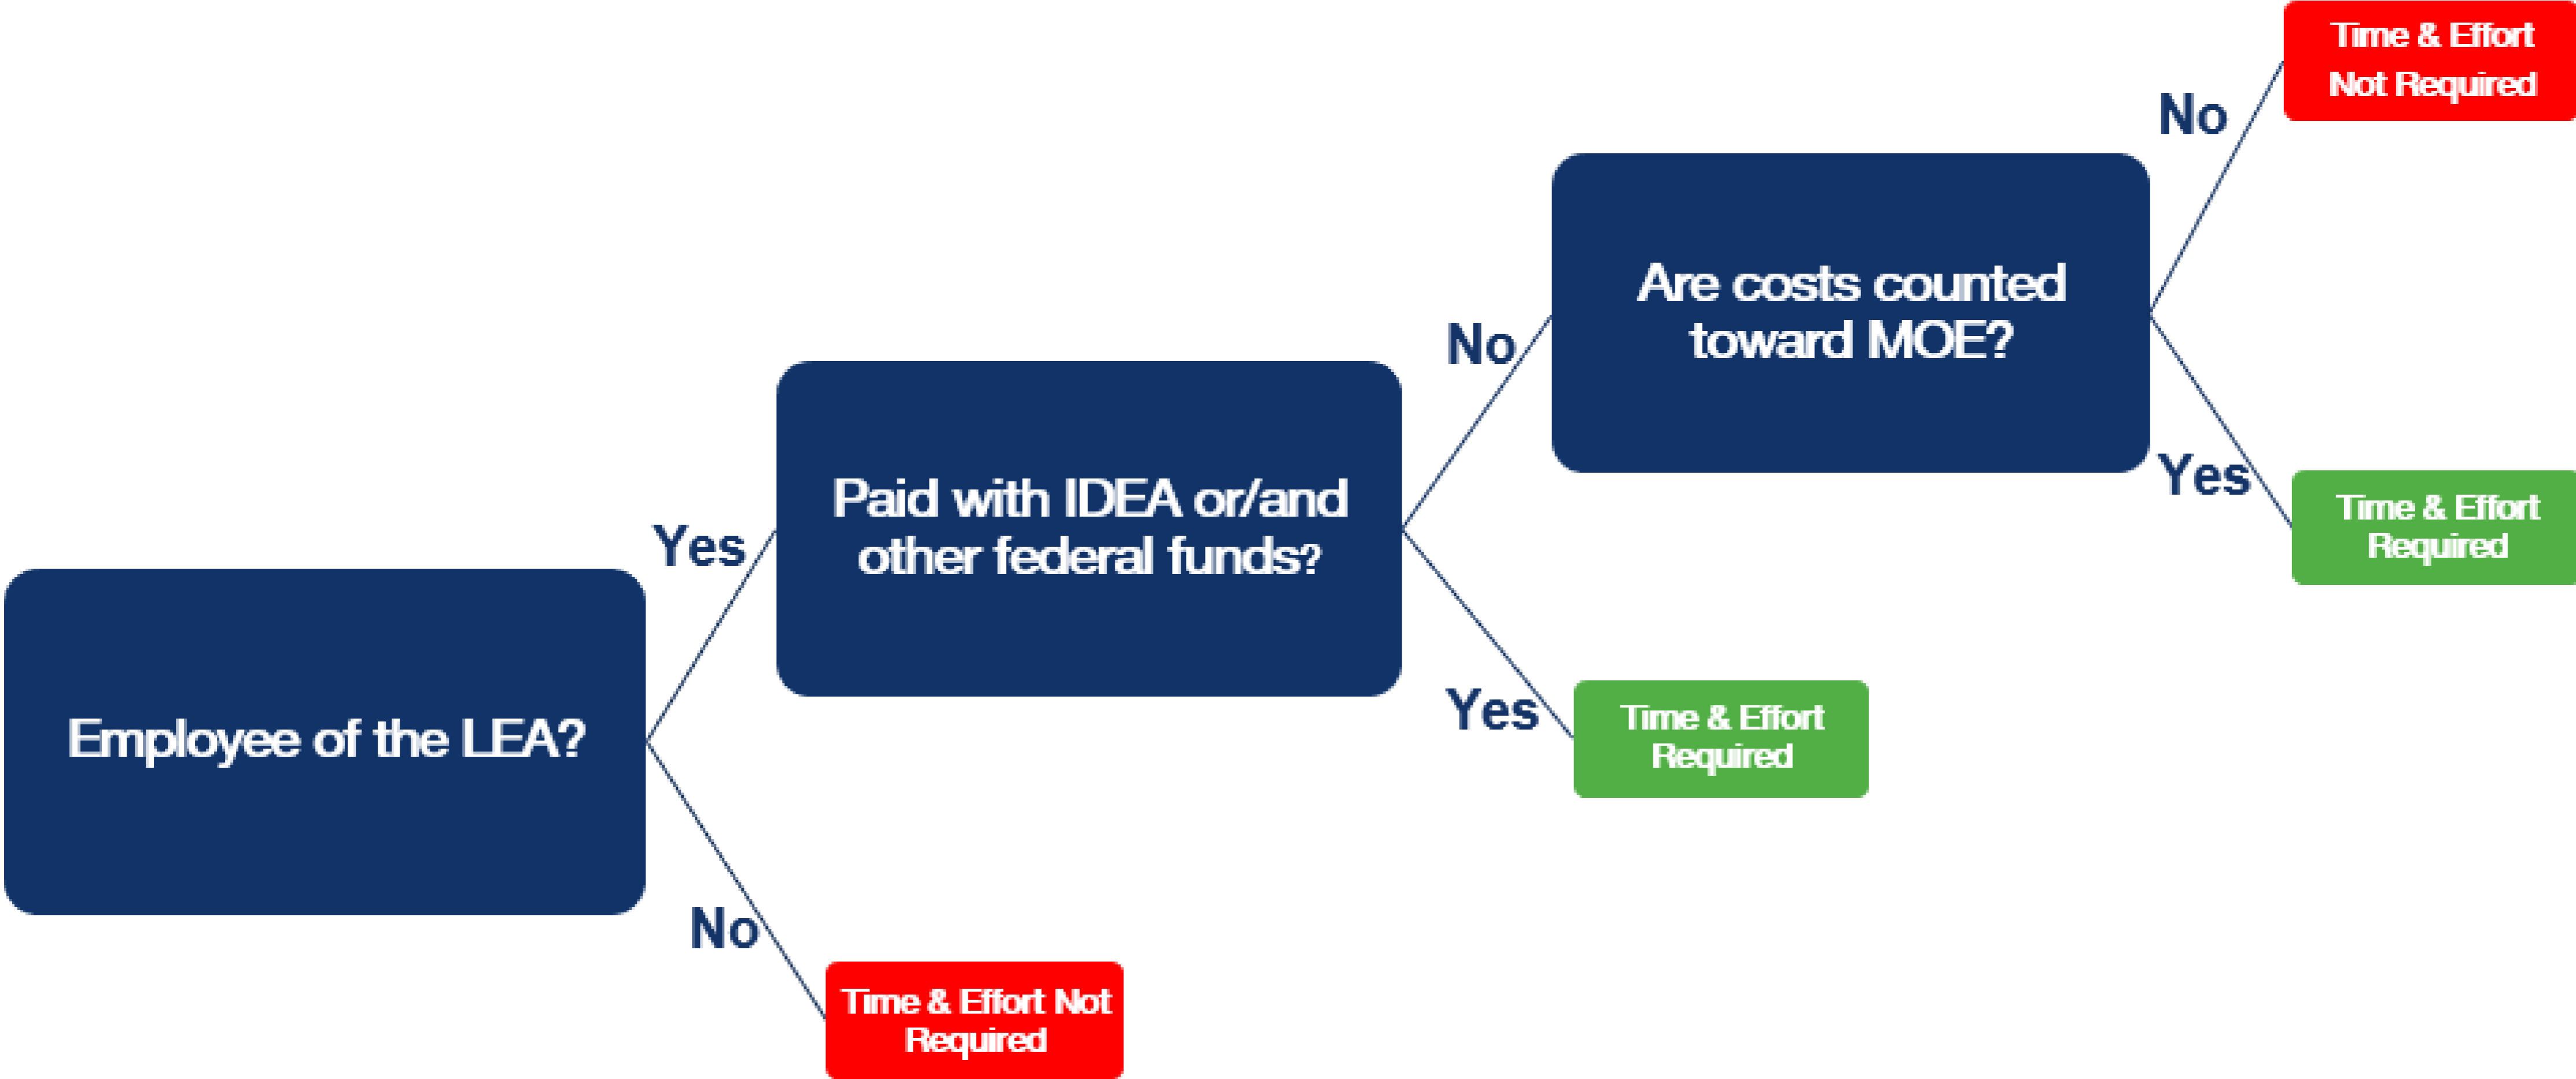 Employee of the LEA?
Yes
No
Time & Effort Not
Required
Paid with IDEA or/and
other federal funds?
No
Yes
Time & Effort
Required
Are costs counted
toward MOE?
No
Time & Effort
Not Required
Yes
Time & Effort
Required